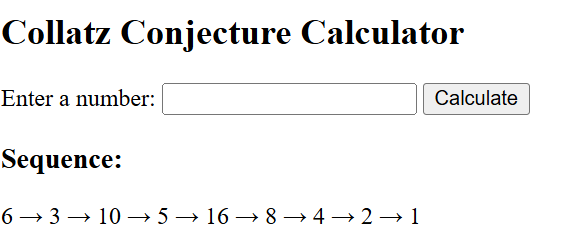 Collatz Conjecture Calculator
Enter a number: Calculate
Sequence:
6 → 3 → 10 → 5 → 16 → 8 → 4 → 2 → 1